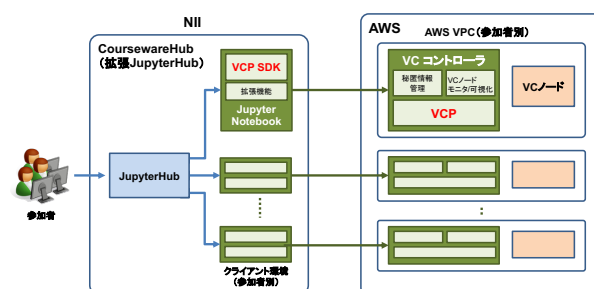 NII
CoursewareHub
(拡張JupyterHub)
VCP SDK
拡張機能
Jupyter
Notebook
JupyterHub
参加者
クライアント環境
(参加者別)
AWS
AWS VPC(参加者別)
VC コントローラ
秘匿情報
管理
VCノード
モニタ/可視化
VCP
VCノード